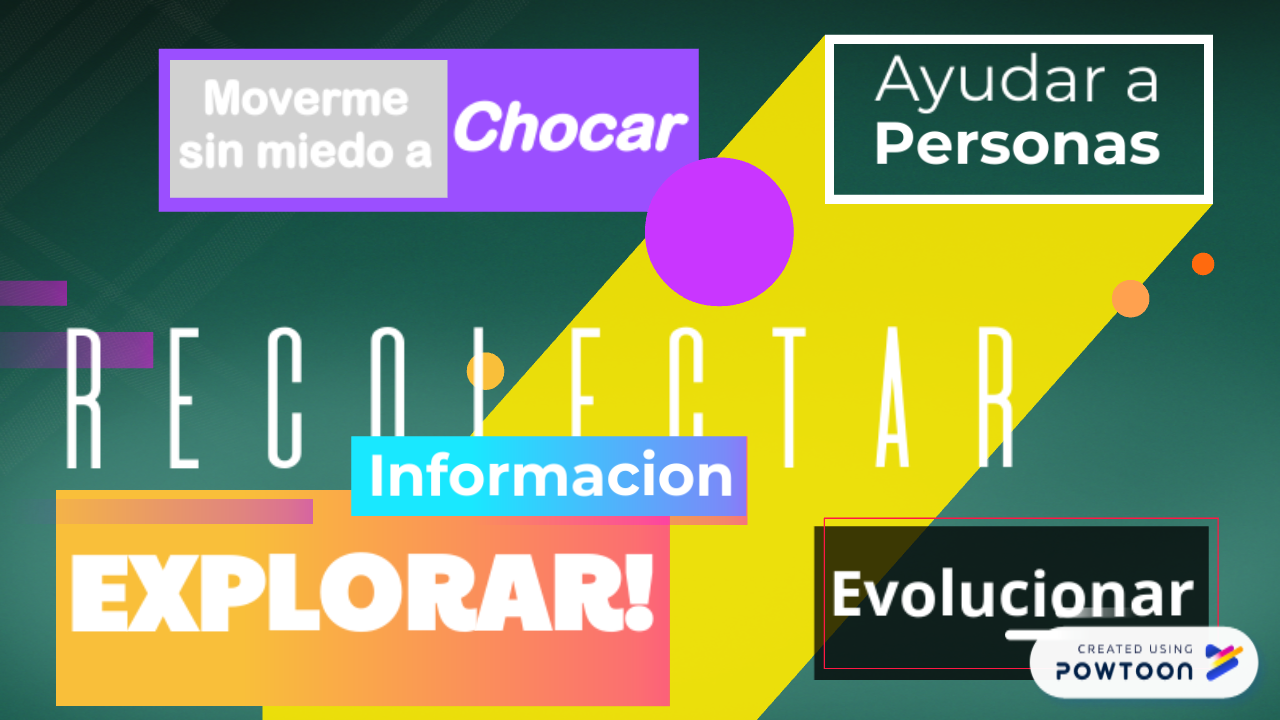 Moverme
sin miedo a
Chocar
Ayudar a
Personas
RECOLECTAR
Informacion
EXPLORAR!
Evolucionar
CREATED USING
POWTOON